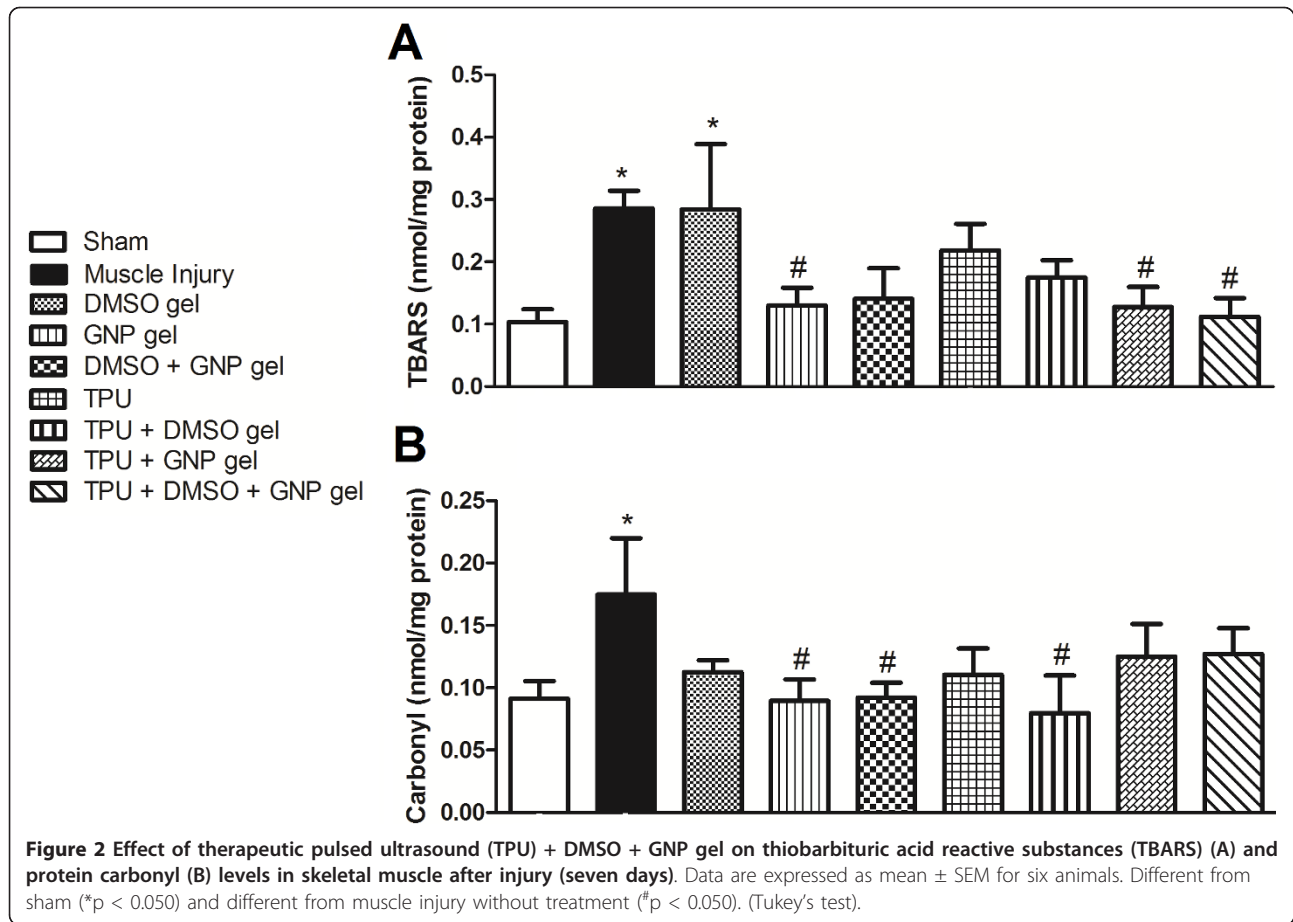 A
TBARS (nmol/mg protein)
0.5
0.4
0.3
0.2
0.1
0.0
*
*
#
#
#
Sham
Muscle Injury
DMSO gel
GNP gel
DMSO + GNP gel
TPU
TPU + DMSO gel
TPU + GNP gel
TPU + DMSO + GNP gel
B
Carbonyl (nmol/mg protein)
0.25
0.20
0.15
0.10
0.05
0.00
*
#
#
#
Figure 2 Effect of therapeutic pulsed ultrasound (TPU) + DMSO + GNP gel on thiobarbituric acid reactive substances (TBARS) (A) and
protein carbonyl (B) levels in skeletal muscle after injury (seven days). Data are expressed as mean ± SEM for six animals. Different from
sham (*p < 0.050) and different from muscle injury without treatment (#p < 0.050). (Tukey's test).